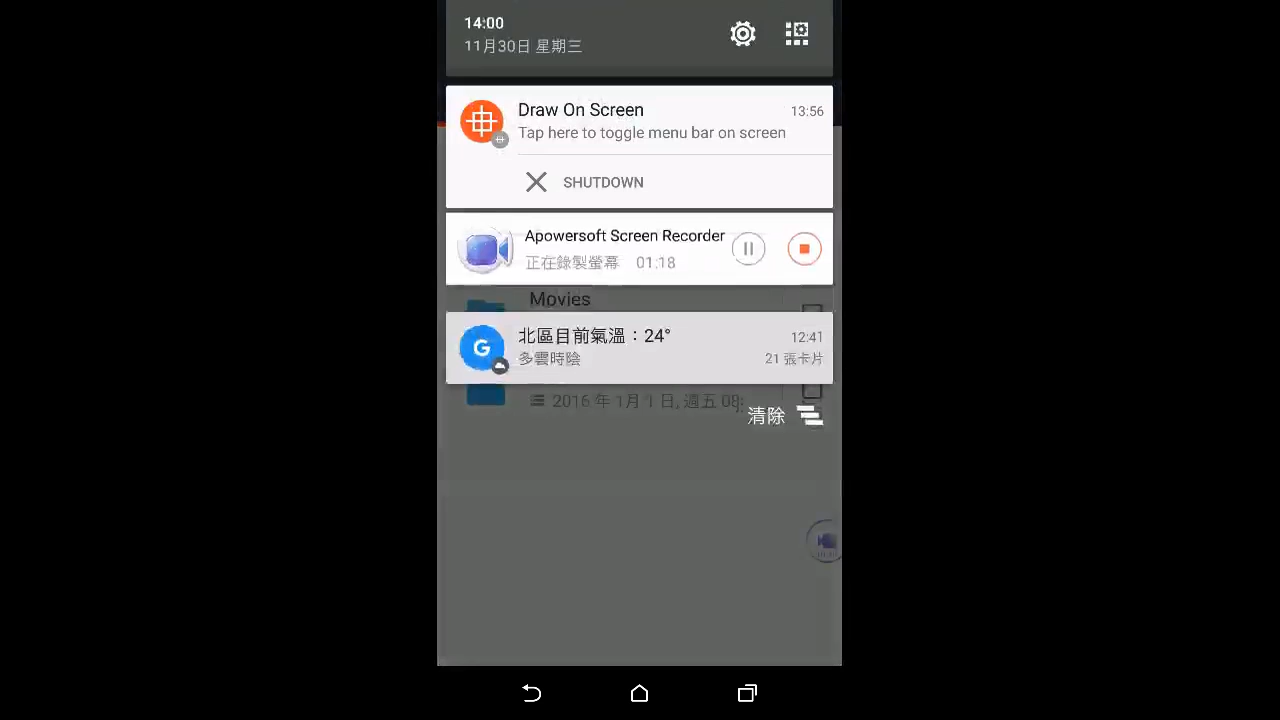 14:00
11月30日 星期三
Draw On Screen 13:56
Tap here to toggle menu bar on screen
SHUTDOWN
Apowersoft Screen Recorder
正在錄製螢幕 01:18
Movies
北區目前氣溫：24° 12:41
多雲時陰 21 張卡片
2016 年 1月 1 日, 週五 08:
清除